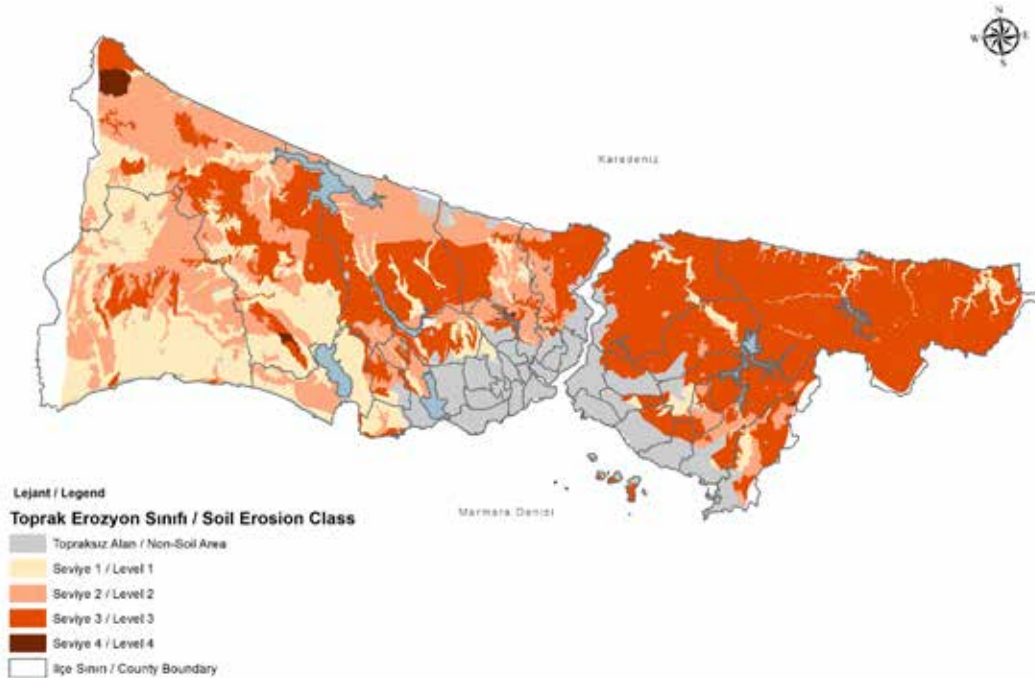 N
W E
S
Karadeniz
Marmara Denizi
Lejant / Legend
Toprak Erozyon Sınıfı / Soil Erosion Class
Topraksız Alan / Non-Soil Area
Seviye 1 / Level 1
Seviye 2 / Level 2
Seviye 3 / Level 3
Seviye 4 / Level 4
İlçe Sınırı / County Boundary